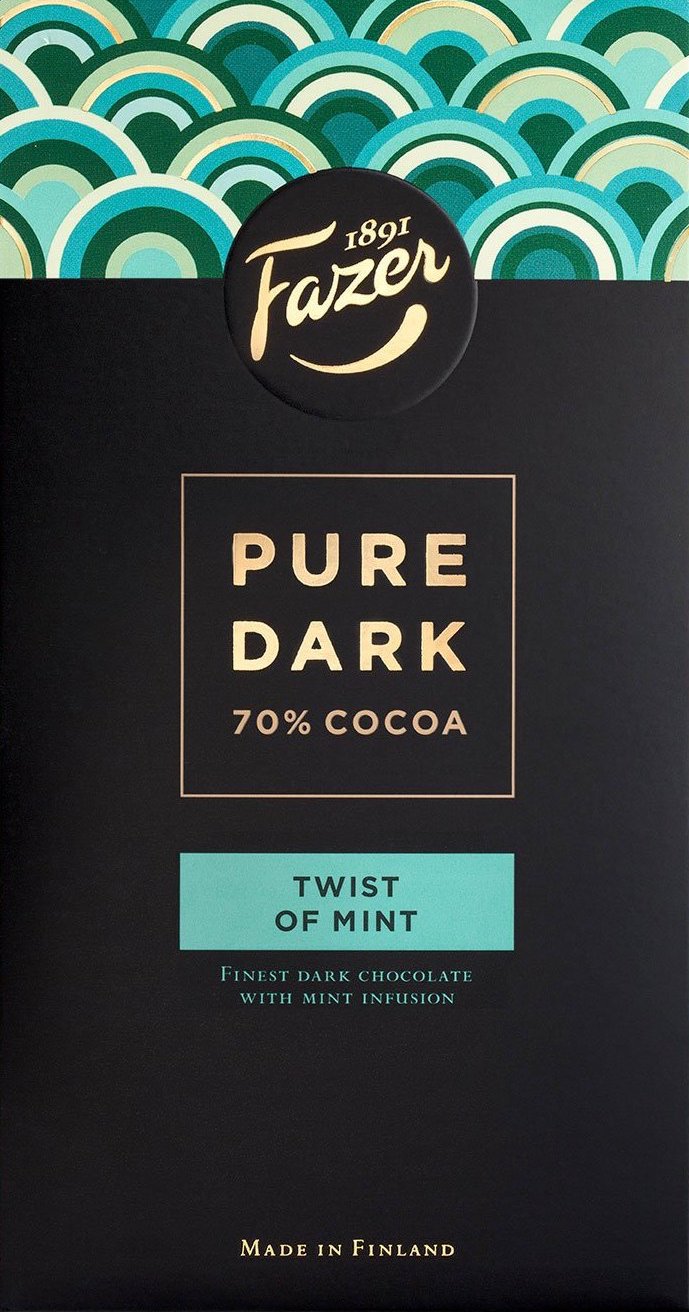 1891
Fazer
PURE
DARK
70% COCOA
TWIST
OF MINT
FINEST DARK CHOCOLATE
WITH MINT INFUSION
MADE IN FINLAND